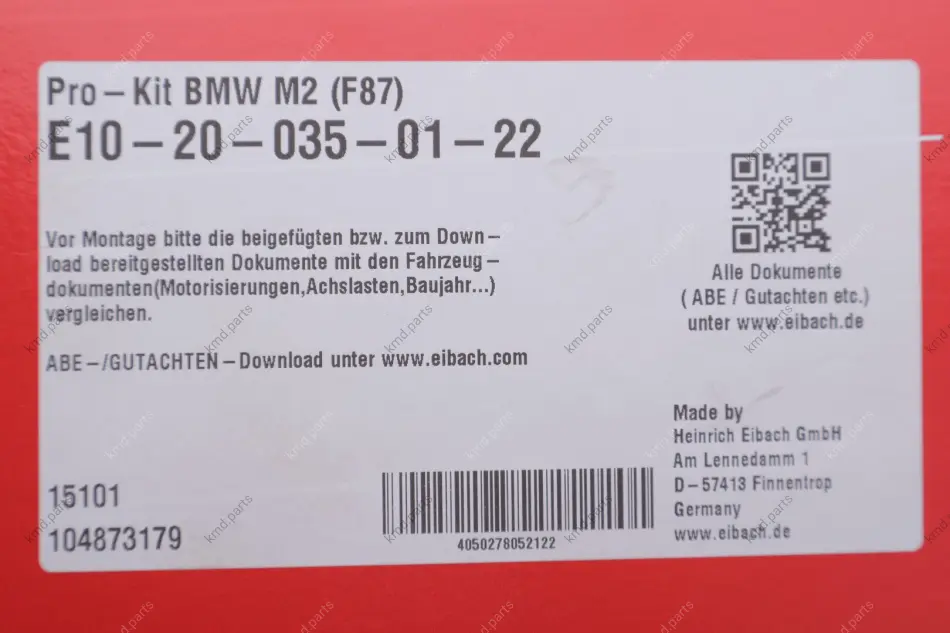 Pro – Kit BMW M2 (F87)
E10 – 20 – 035 – 01 – 22
Vor Montage bitte die beigefügten bzw. zum Down –
load bereitgestellten Dokumente mit den Fahrzeug –
dokumenten(Motorisierungen,Achslasten,Baujahr...)
vergleichen.
ABE –/GUTACHTEN – Download unter www.eibach.com
Alle Dokumente
( ABE / Gutachten etc.)
unter www.eibach.de
15101
104873179
4050278052122
Made by
Heinrich Eibach GmbH
Am Lennedamm 1
D – 57413 Finnentrop
Germany
www.eibach.de
kmd.parts